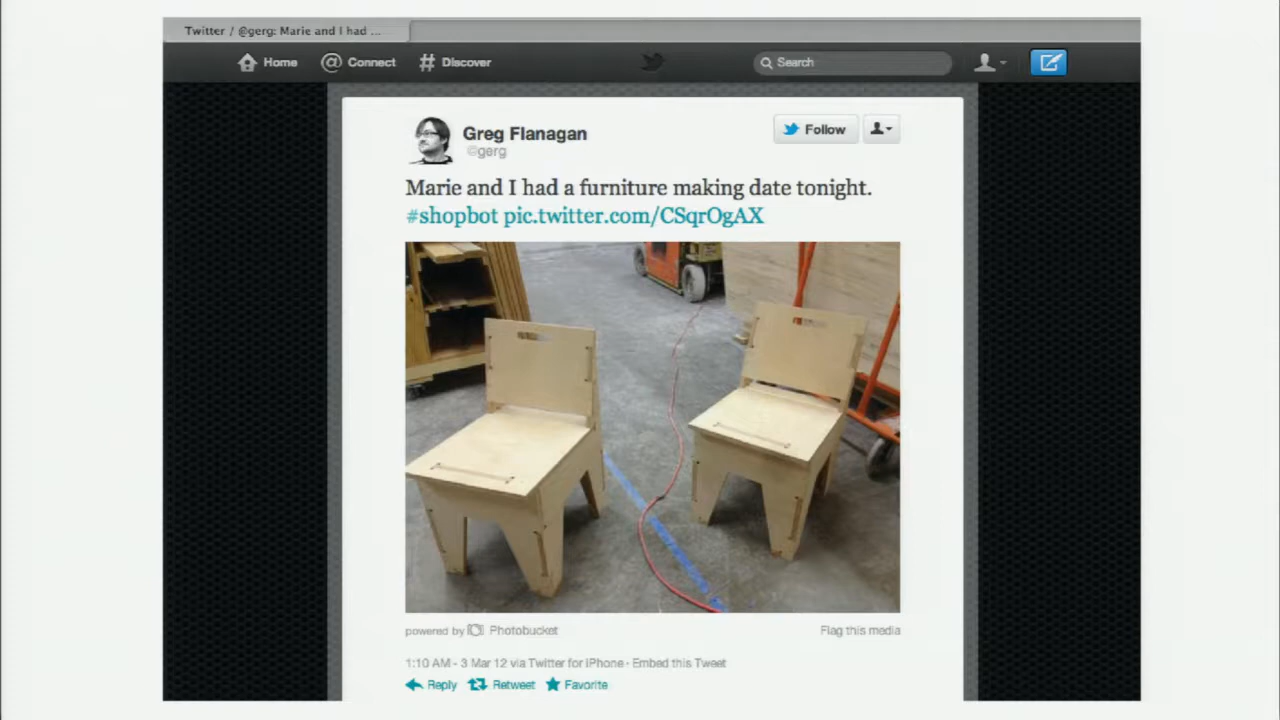 Twitter / @gerg: Marie and I had ...
Home
Connect
Discover
Search
Greg Flanagan
@gerg
Follow
Marie and I had a furniture making date tonight.
#shopbot pic.twitter.com/CSqrOgAX
powered by Photobucket
Flag this media
1:10 AM - 3 Mar 12 via Twitter for iPhone · Embed this Tweet
Reply Retweet Favorite